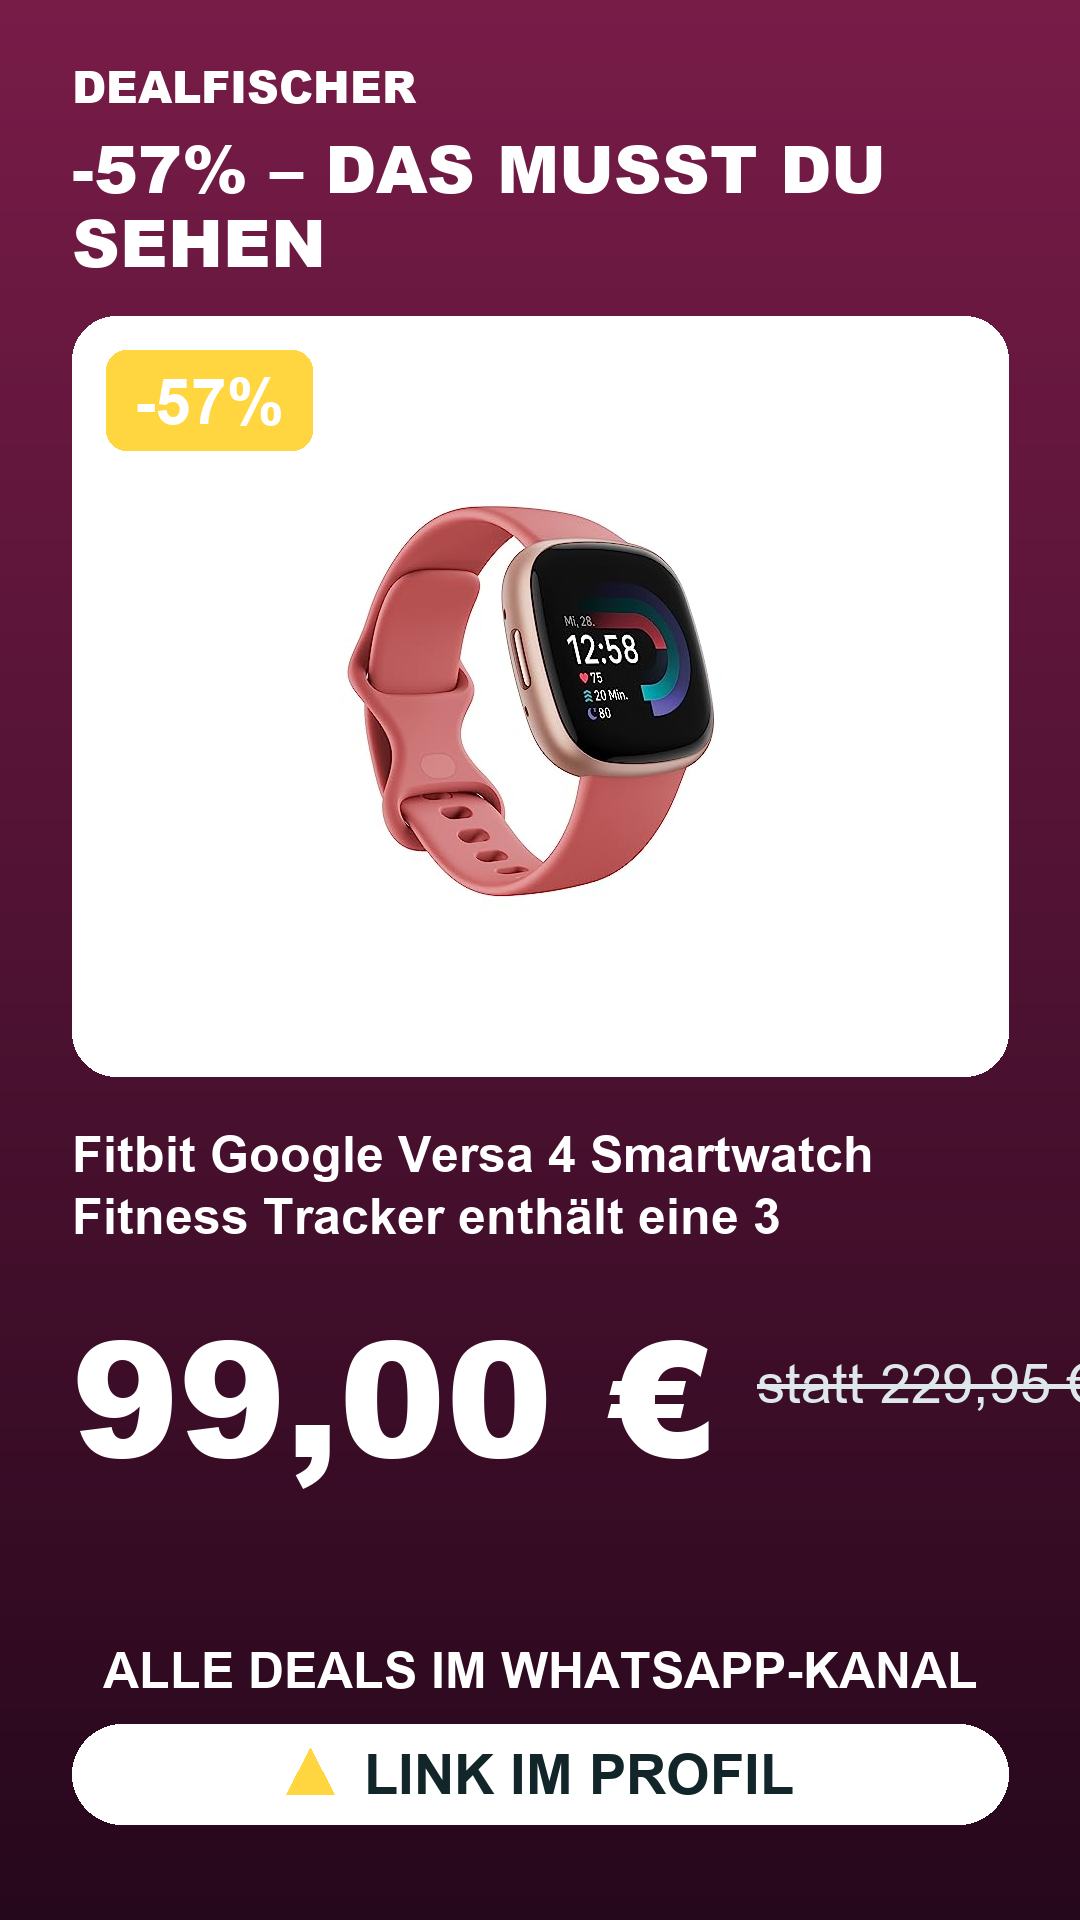 DEALFISCHER
-57% – DAS MUSST DU
SEHEN
-57%
Mi, 28.
12:58
75
20 Min.
80
Fitbit Google Versa 4 Smartwatch
Fitness Tracker enthält eine 3
99,00 €
statt 229,95 €
ALLE DEALS IM WHATSAPP-KANAL
LINK IM PROFIL